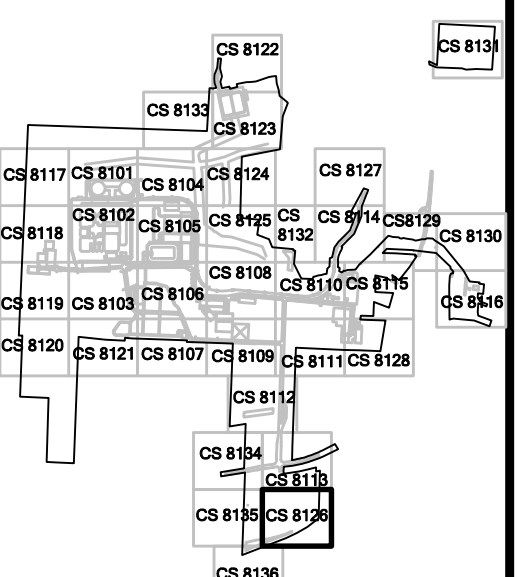 CS 8122
CS 8131
CS 8133
CS 8123
CS 8117
CS 8101
CS 8104
CS 8124
CS 8127
CS 8118
CS 8102
CS 8105
CS 8125
CS
8132
CS 8114
CS8129
CS 8130
CS 8119
CS 8103
CS 8106
CS 8108
CS 8110
CS 8115
CS 8116
CS 8120
CS 8121
CS 8107
CS 8109
CS 8111
CS 8128
CS 8112
CS 8134
CS 8113
CS 8135
CS 8126
CS 8136